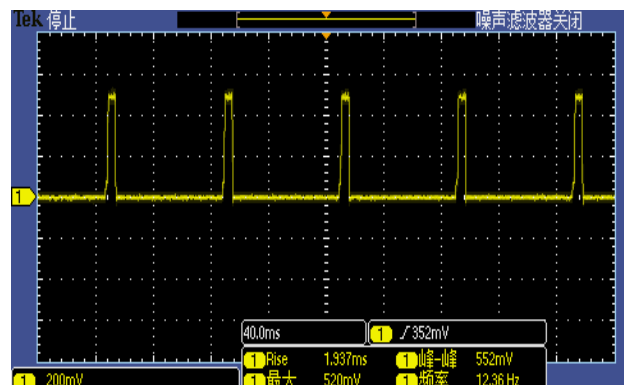 Tek 停止 噪声滤波器关闭
1
40.0ms 1 352mV
1 Rise 1.937ms 1 峰-峰 552mV
1 200mV 1 最大 520mV 1 频率 12.36 Hz